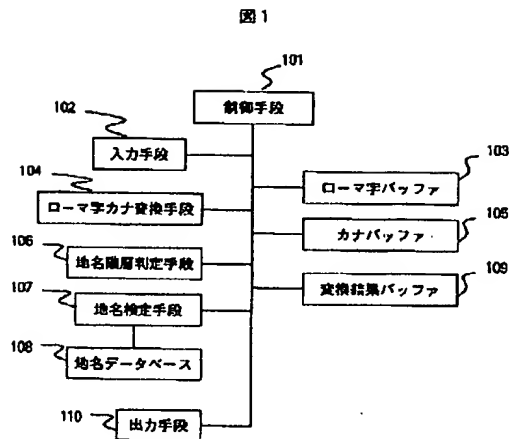 図1
101
制御手段
102
入力手段
103
ローマ字バッファ
104
ローマ字カナ変換手段
105
カナバッファ
106
地名階層判定手段
107
地名検定手段
109
変換結果バッファ
108
地名データベース
110
出力手段